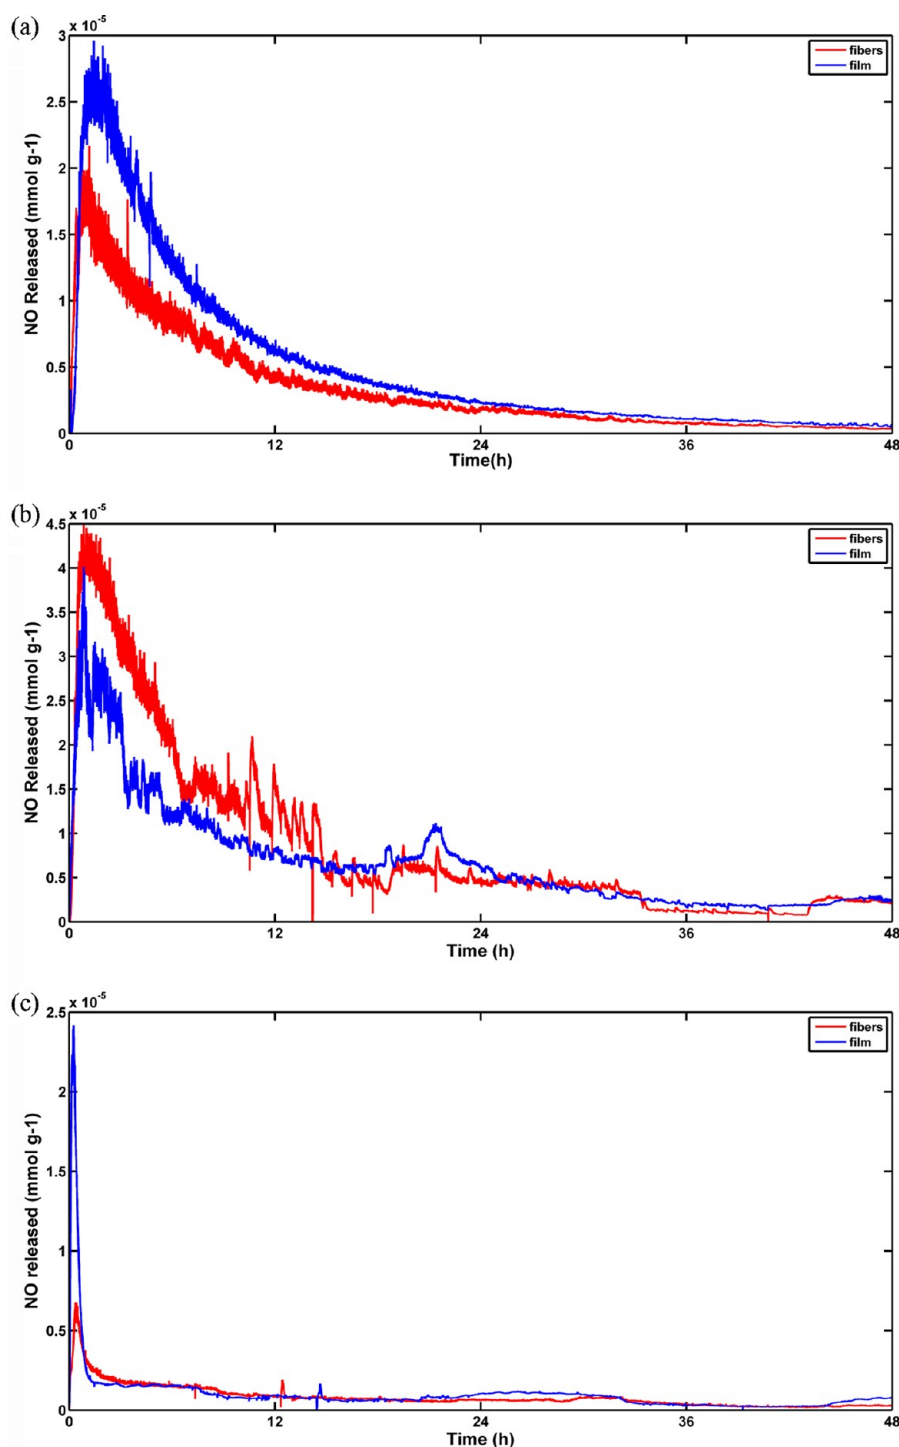 (a)
x 10^-5
3
2.5
2
1.5
1
0.5
0
NO Released (mmol g-1)
fibers
film
0 12 24 36 48
Time(h)
(b)
x 10^-5
4.5
4
3.5
3
2.5
2
1.5
1
0.5
0
NO Released (mmol g-1)
fibers
film
0 12 24 36 48
Time (h)
(c)
x 10^-5
2.5
2
1.5
1
0.5
0
NO released (mmol g-1)
fibers
film
0 12 24 36 48
Time (h)